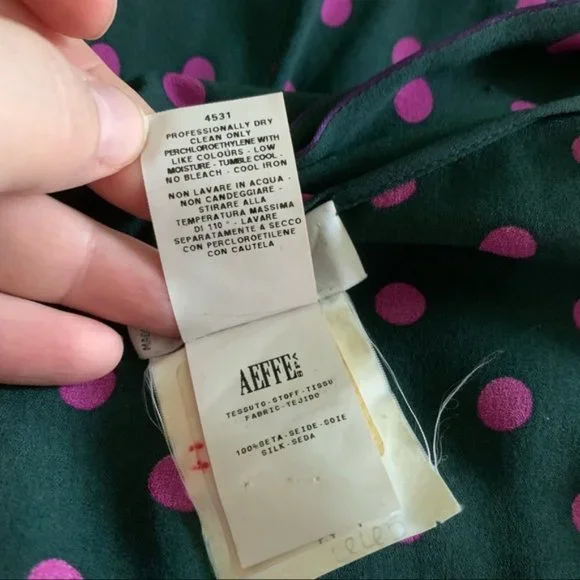 4531
PROFESSIONALLY DRY
CLEAN ONLY
PERCHLOROETHYLENE WITH
LIKE COLOURS - LOW
MOISTURE - TUMBLE COOL -
NO BLEACH - COOL IRON
NON LAVARE IN ACQUA -
NON CANDEGGIARE -
STIRARE ALLA
TEMPERATURA MASSIMA
DI 110° - LAVARE
SEPARATAMENTE A SECCO
CON PERCLOROETILENE
CON CAUTELA
MA
AEFFE SPA
TESSUTO-STOFF-TISSU
FABRIC-TEJIDO
100%SETA-SEIDE-SOIE
SILK-SEDA